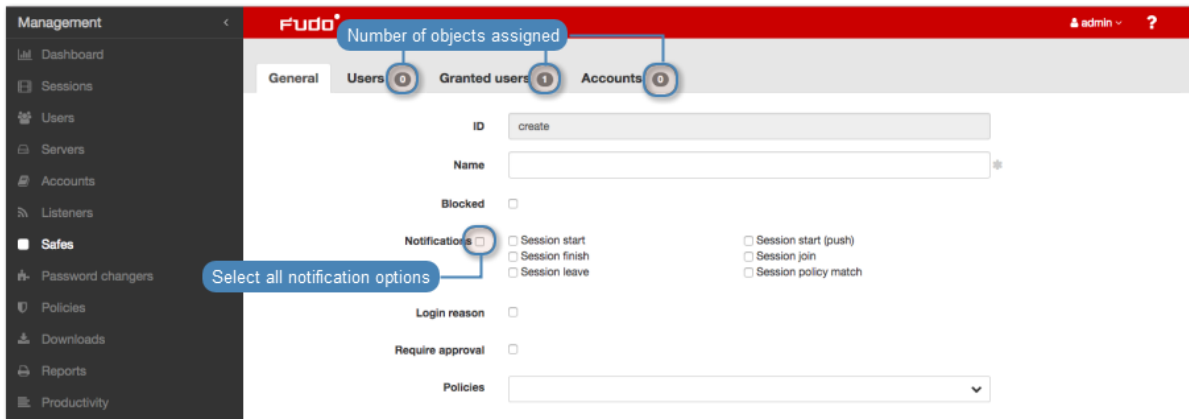 Management
FUDO
admin
?
Number of objects assigned
Dashboard
General Users 0 Granted users 1 Accounts 0
Sessions
Users
ID create
Servers
Name
Accounts
Blocked
Listeners
Safes
Notifications Session start Session start (push)
Session finish Session join
Session leave Session policy match
Select all notification options
Password changers
Policies
Login reason
Downloads
Require approval
Reports
Policies
Productivity